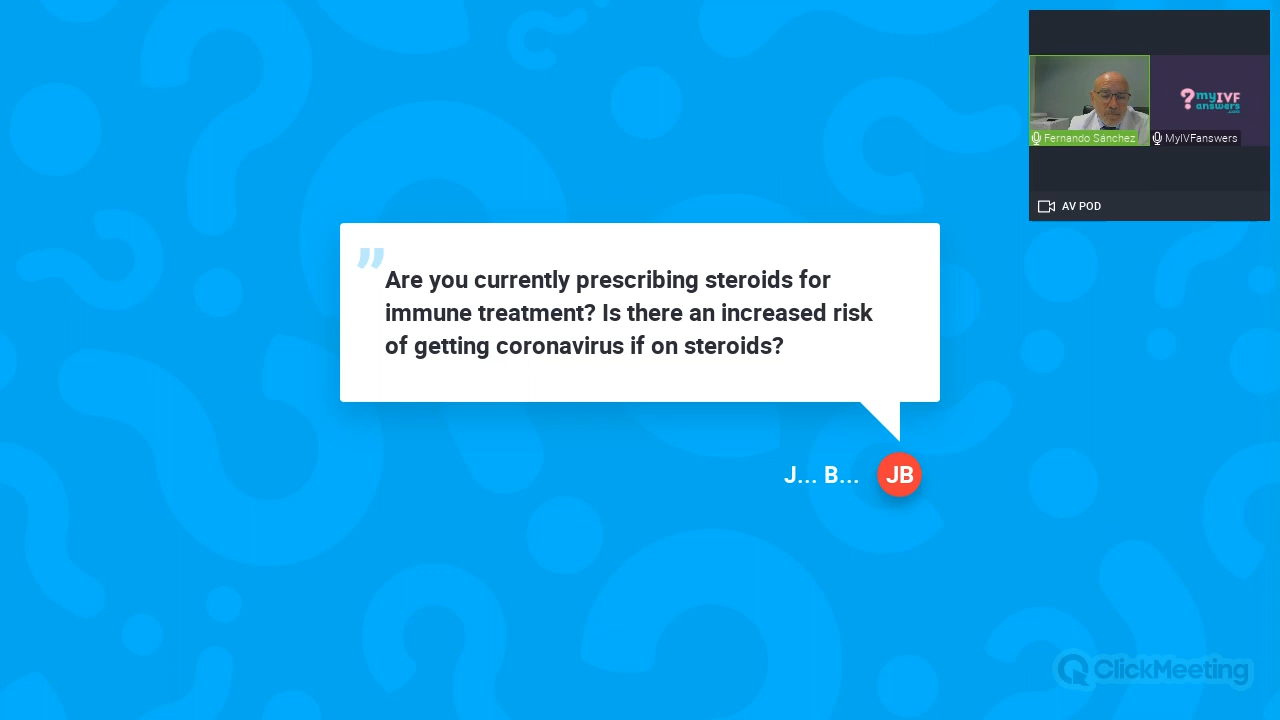 ?myIVF
answers
.com
Fernando Sánchez
MyIVFanswers
AV POD
"
Are you currently prescribing steroids for
immune treatment? Is there an increased risk
of getting coronavirus if on steroids?
J... B...
JB
ClickMeeting